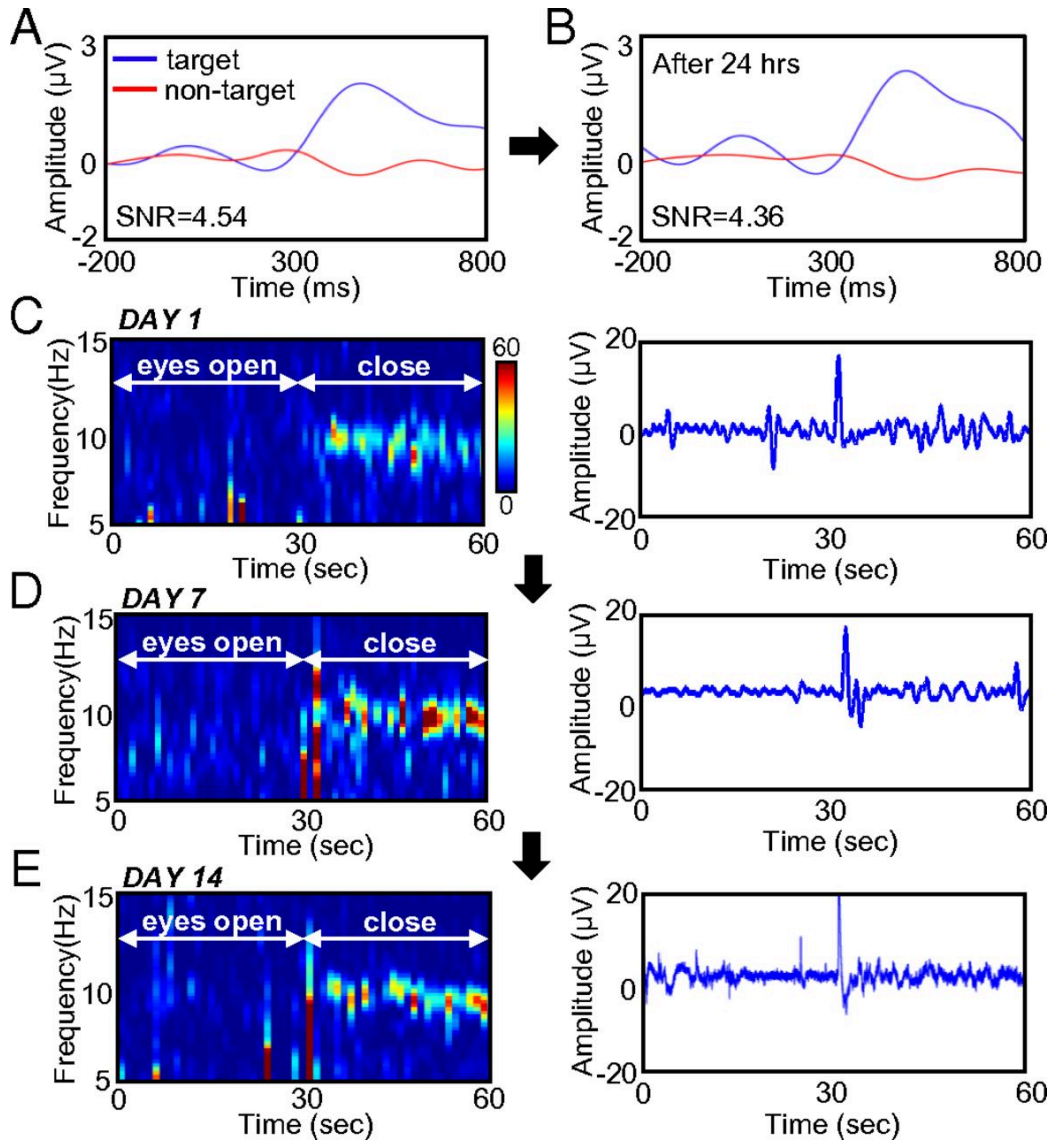 A
Amplitude (µV)
3
0
-2
target
non-target
SNR=4.54
-200
300
800
Time (ms)
B
Amplitude (µV)
3
0
-2
After 24 hrs
SNR=4.36
-200
300
800
Time (ms)
C
DAY 1
Frequency(Hz)
15
10
5
eyes open
close
60
0
0
30
60
Time (sec)
Amplitude (µV)
20
0
-20
0
30
60
Time (sec)
D
DAY 7
Frequency(Hz)
15
10
5
eyes open
close
0
30
60
Time (sec)
Amplitude (µV)
20
0
-20
0
30
60
Time (sec)
E
DAY 14
Frequency(Hz)
15
10
5
eyes open
close
0
30
60
Time (sec)
Amplitude (µV)
20
0
-20
0
30
60
Time (sec)